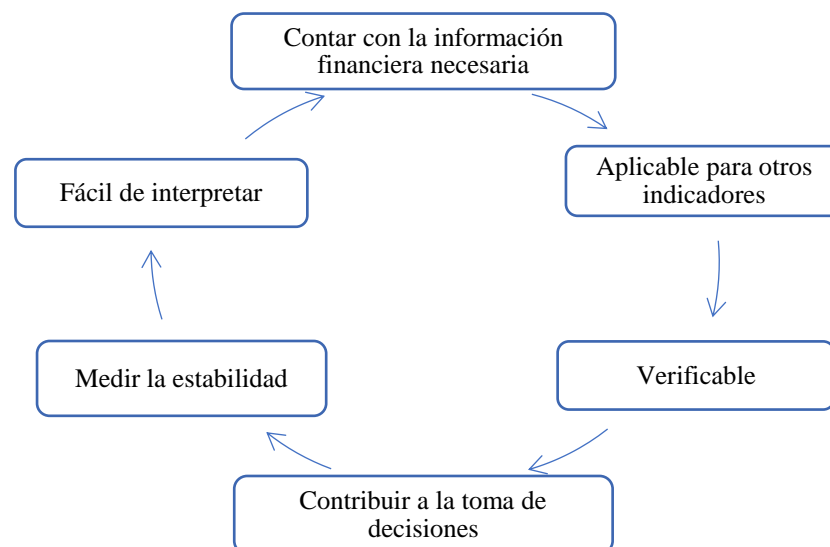 Contar con la información
financiera necesaria
Aplicable para otros
indicadores
Verificable
Contribuir a la toma de
decisiones
Medir la estabilidad
Fácil de interpretar